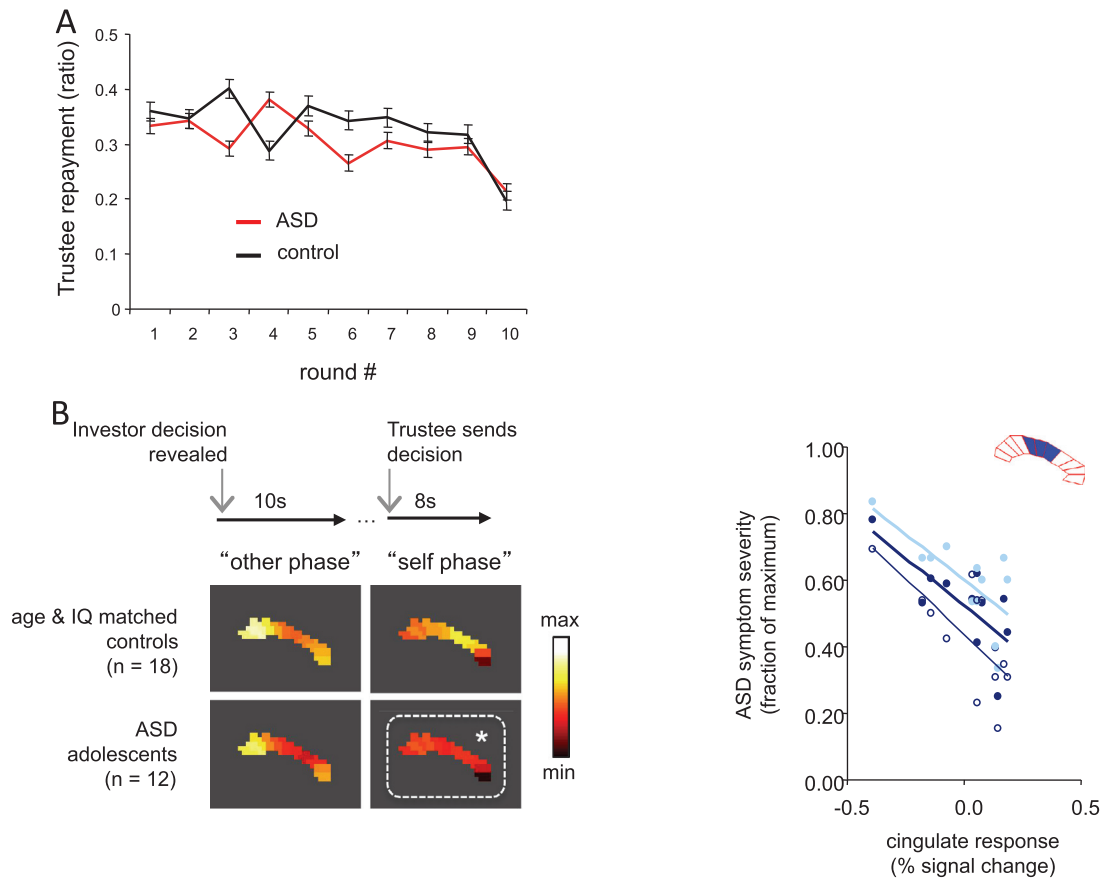 A
Trustee repayment (ratio)
0.5
0.4
0.3
0.2
0.1
0
ASD
control
1 2 3 4 5 6 7 8 9 10
round #
B
Investor decision
revealed
Trustee sends
decision
10s
...
8s
“other phase”
“self phase”
age & IQ matched
controls
(n = 18)
ASD
adolescents
(n = 12)
*
max
min
ASD symptom severity
(fraction of maximum)
1.00
0.80
0.60
0.40
0.20
0.00
-0.5 0.0 0.5
cingulate response
(% signal change)